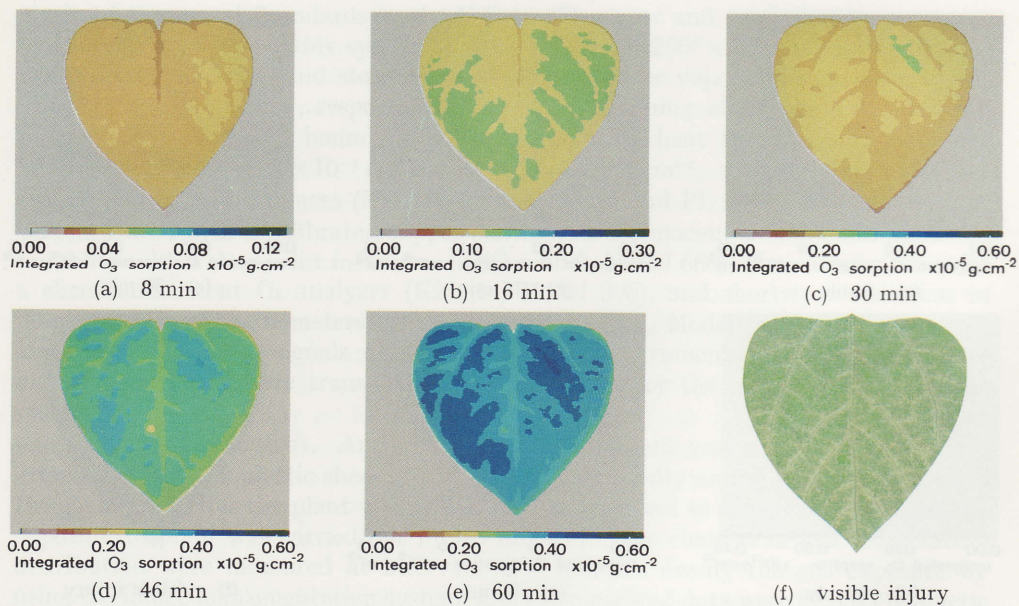 0.00 0.04 0.08 0.12
Integrated O₃ sorption x10⁻⁵g·cm⁻²
(a) 8 min
0.00 0.10 0.20 0.30
Integrated O₃ sorption x10⁻⁵g·cm⁻²
(b) 16 min
0.00 0.20 0.40 0.60
Integrated O₃ sorption x10⁻⁵g·cm⁻²
(c) 30 min
0.00 0.20 0.40 0.60
Integrated O₃ sorption x10⁻⁵g·cm⁻²
(d) 46 min
0.00 0.20 0.40 0.60
Integrated O₃ sorption x10⁻⁵g·cm⁻²
(e) 60 min
(f) visible injury